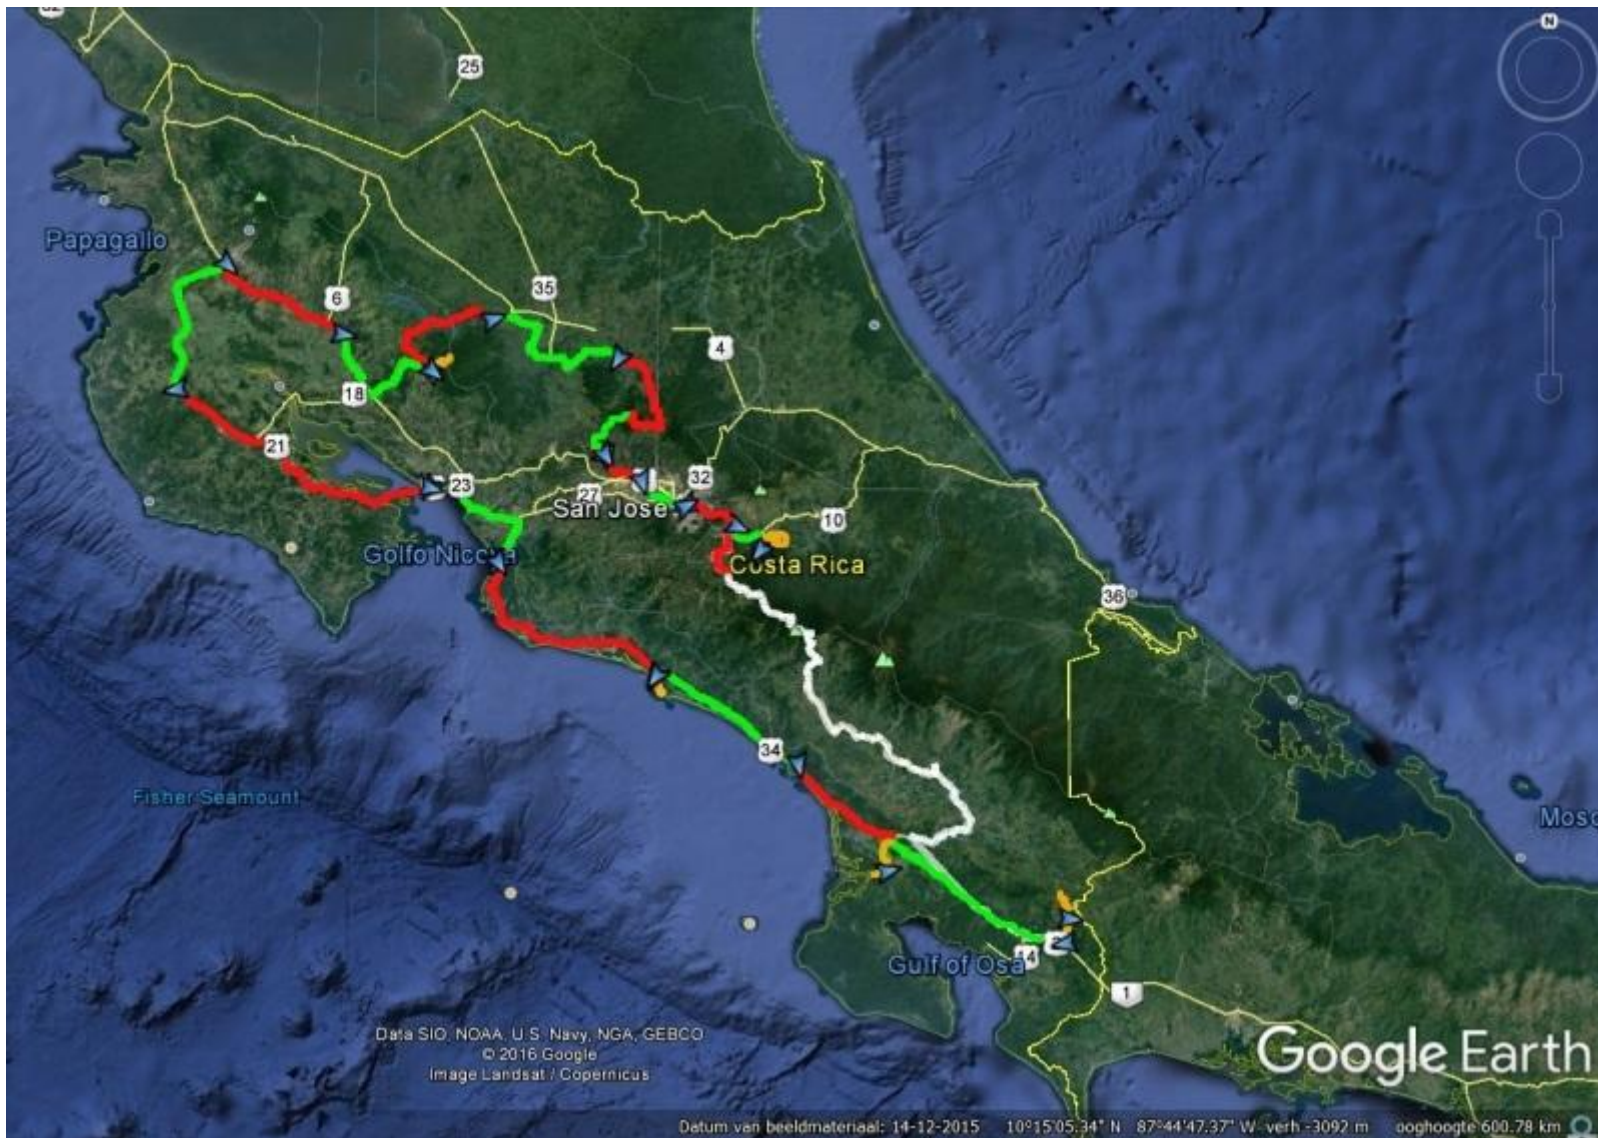 N
25
Papagallo
6
35
4
18
21
23
27
32
San Jose
10
Golfo Nicoya
Costa Rica
36
34
Fisher Seamount
Mosc
Gulf of Osa
14
1
Data SIO, NOAA, U.S. Navy, NGA, GEBCO
© 2016 Google
Image Landsat / Copernicus
Google Earth
Datum van beeldmateriaal: 14-12-2015 10°15'05.34" N 87°44'47.37" W verh -3092 m ooghoogte 600.78 km